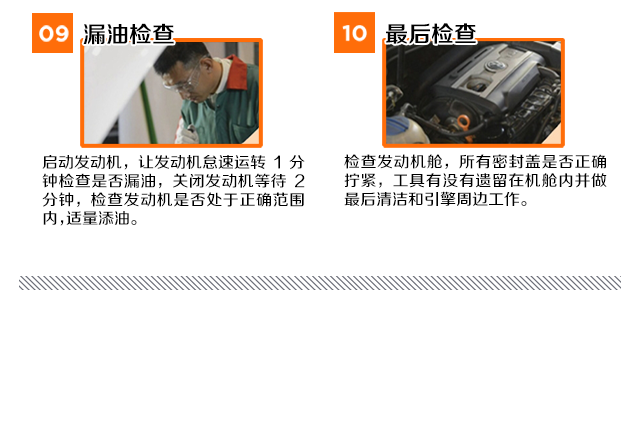 09 漏油检查
启动发动机，让发动机怠速运转 1 分
钟检查是否漏油，关闭发动机等待 2
分钟，检查发动机是否处于正确范围
内,适量添油。
10 最后检查
检查发动机舱，所有密封盖是否正确
拧紧，工具有没有遗留在机舱内并做
最后清洁和引擎周边工作。